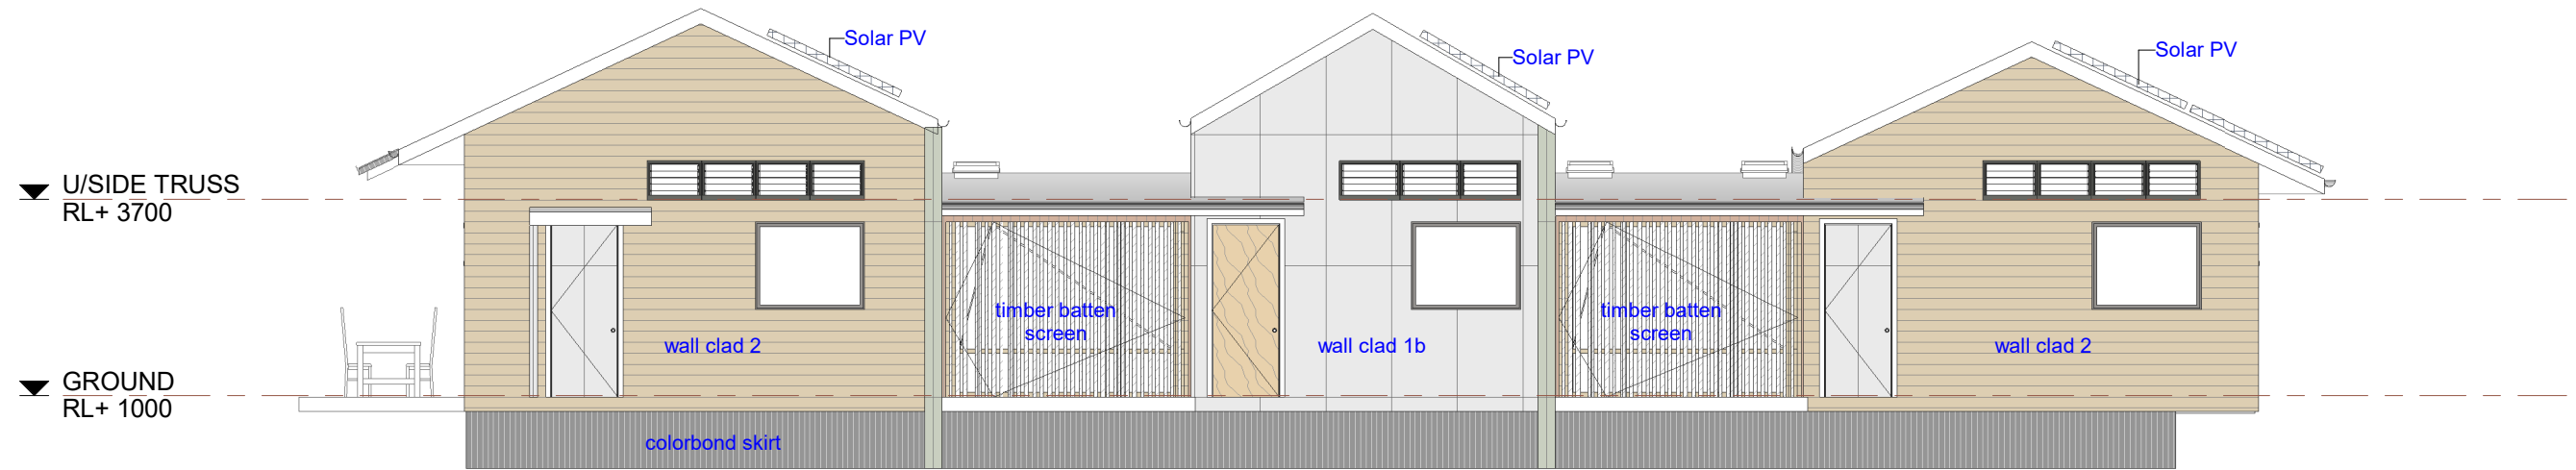 Solar PV
Solar PV
Solar PV
U/SIDE TRUSS
RL+ 3700
timber batten
screen
timber batten
screen
wall clad 2
wall clad 1b
wall clad 2
GROUND
RL+ 1000
colorbond skirt